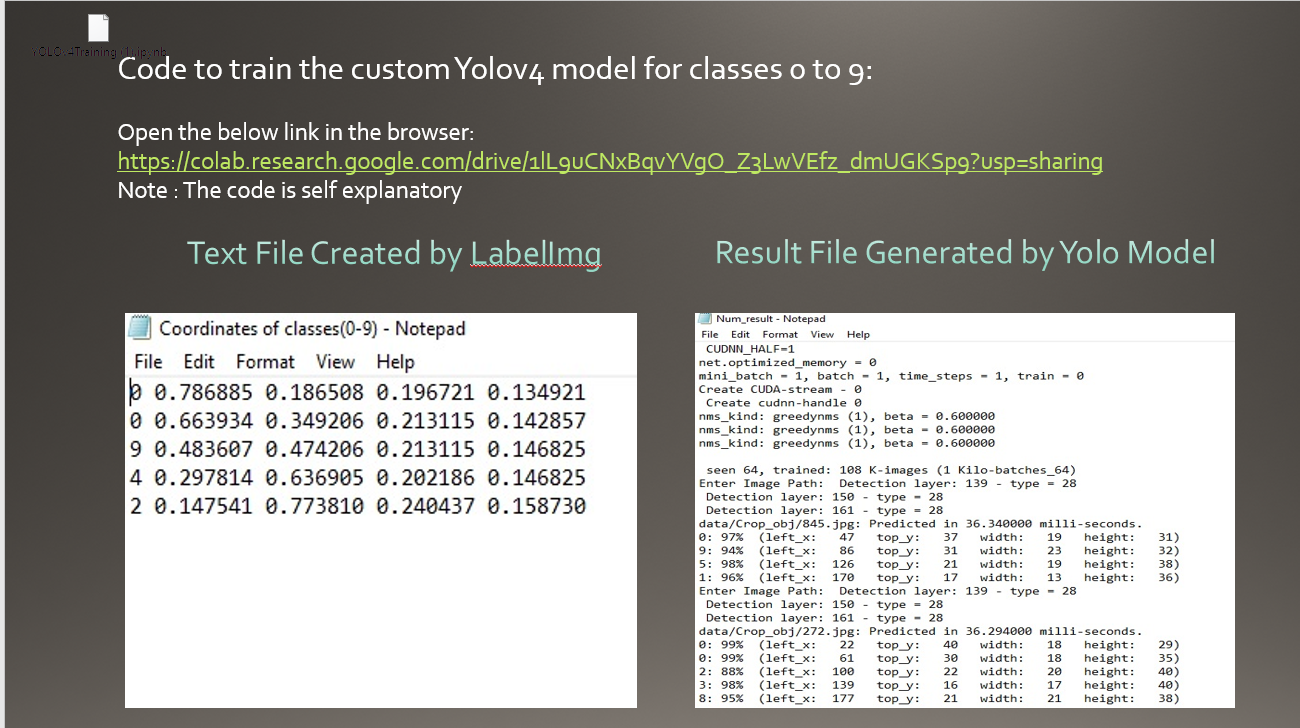 YOLOv4Training (1).ipynb
Code to train the custom Yolov4 model for classes 0 to 9:
Open the below link in the browser:
https://colab.research.google.com/drive/1lL9uCNxBqvYVgO_Z3LwVEfz_dmUGKSp9?usp=sharing
Note : The code is self explanatory
Text File Created by LabelImg
Coordinates of classes(0-9) - Notepad
File Edit Format View Help
0 0.786885 0.186508 0.196721 0.134921
0 0.663934 0.349206 0.213115 0.142857
9 0.483607 0.474206 0.213115 0.146825
4 0.297814 0.636905 0.202186 0.146825
2 0.147541 0.773810 0.240437 0.158730
Result File Generated by Yolo Model
Num_result - Notepad
File Edit Format View Help
CUDNN_HALF=1
net.optimized_memory = 0
mini_batch = 1, batch = 1, time_steps = 1, train = 0
Create CUDA-stream - 0
Create cudnn-handle 0
nms_kind: greedynms (1), beta = 0.600000
nms_kind: greedynms (1), beta = 0.600000
nms_kind: greedynms (1), beta = 0.600000
seen 64, trained: 108 K-images (1 Kilo-batches_64)
Enter Image Path: Detection layer: 139 - type = 28
Detection layer: 150 - type = 28
Detection layer: 161 - type = 28
data/Crop_obj/845.jpg: Predicted in 36.340000 milli-seconds.
0: 97% (left_x: 47 top_y: 37 width: 19 height: 31)
9: 94% (left_x: 86 top_y: 31 width: 23 height: 32)
5: 98% (left_x: 126 top_y: 21 width: 19 height: 38)
1: 96% (left_x: 170 top_y: 17 width: 13 height: 36)
Enter Image Path: Detection layer: 139 - type = 28
Detection layer: 150 - type = 28
Detection layer: 161 - type = 28
data/Crop_obj/272.jpg: Predicted in 36.294000 milli-seconds.
0: 99% (left_x: 22 top_y: 40 width: 18 height: 29)
0: 99% (left_x: 61 top_y: 30 width: 18 height: 35)
2: 88% (left_x: 100 top_y: 22 width: 20 height: 40)
3: 98% (left_x: 139 top_y: 16 width: 17 height: 40)
8: 95% (left_x: 177 top_y: 21 width: 21 height: 38)